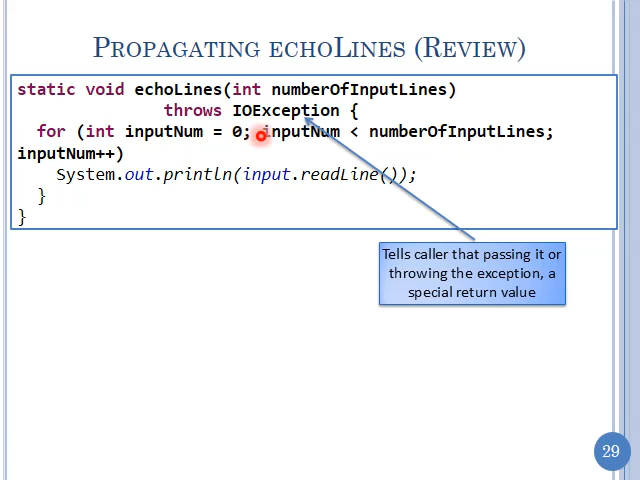 PROPAGATING ECHOLINES (REVIEW)
static void echoLines(int numberOfInputLines)
throws IOException {
for (int inputNum = 0; inputNum < numberOfInputLines;
inputNum++)
System.out.println(input.readLine());
}
}
Tells caller that passing it or
throwing the exception, a
special return value
29